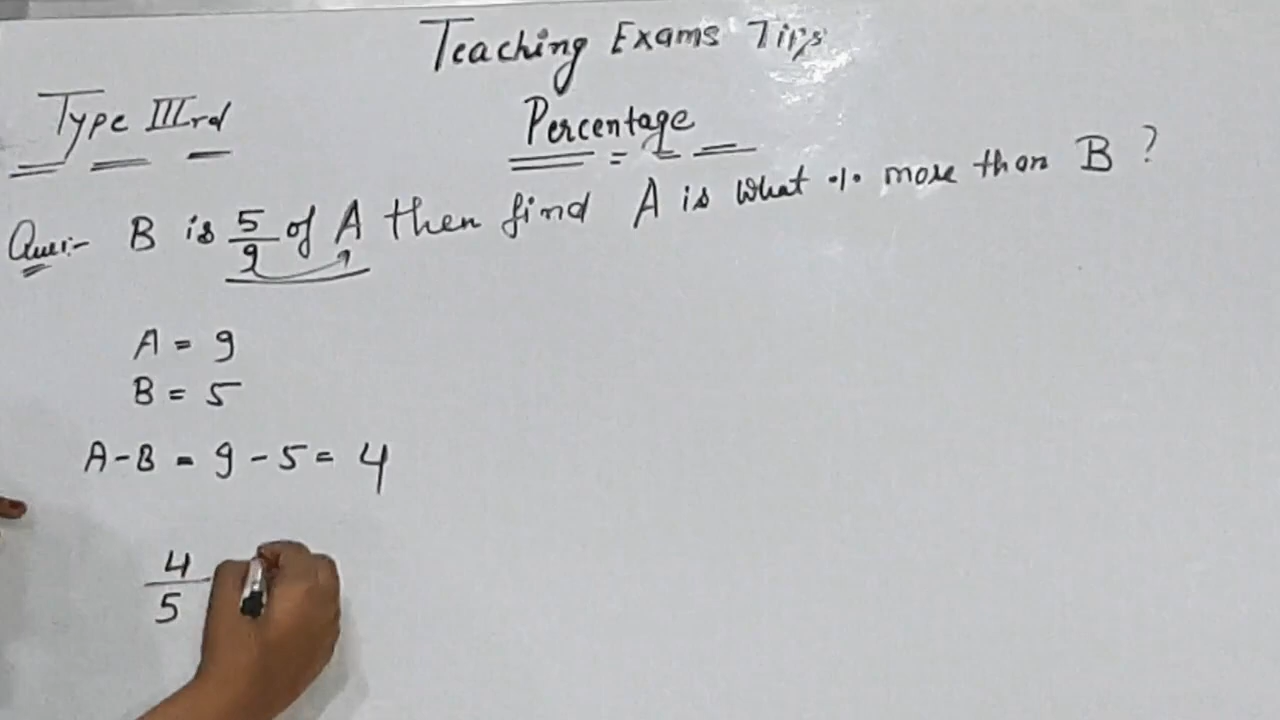 Teaching Exams Tips
Type IIIrd
Percentage
Ques:- B is 5/9 of A then find A is what % more than B ?
A = 9
B = 5
A-B = 9-5= 4
4/5